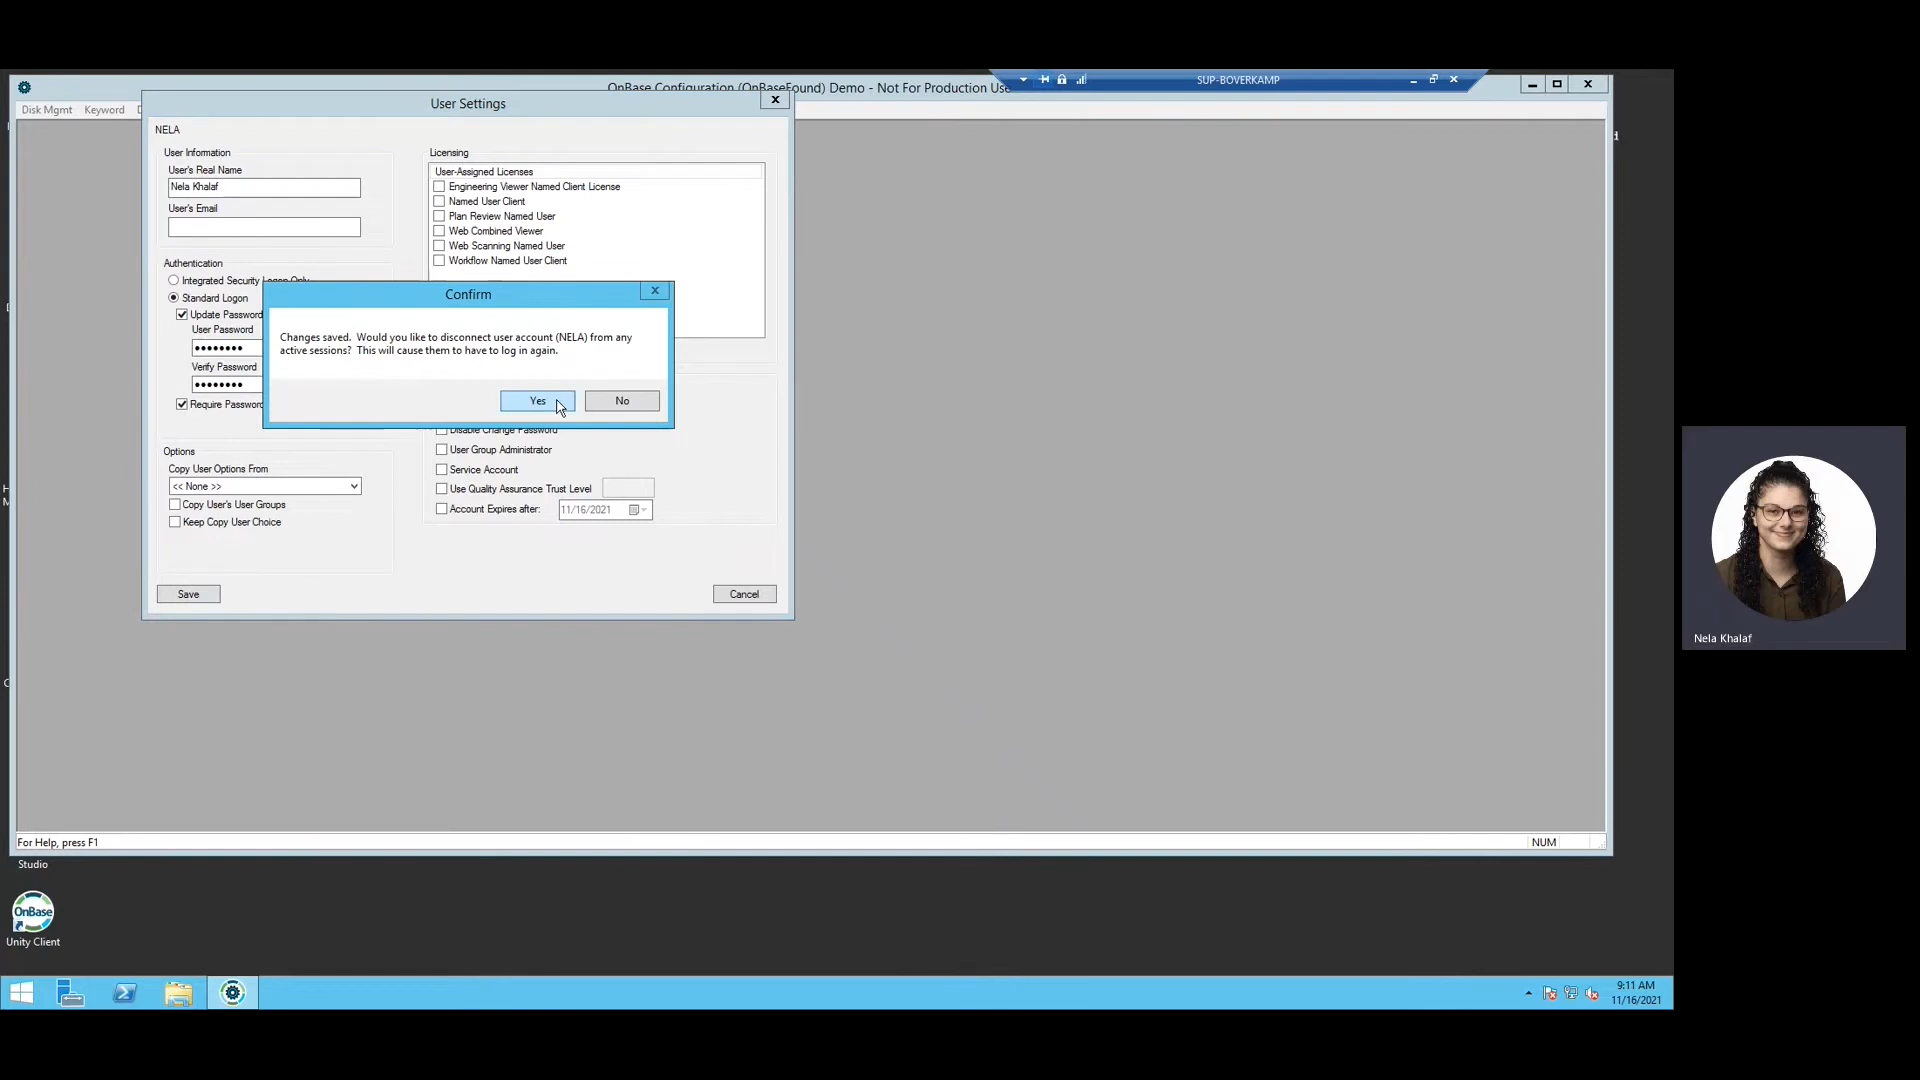 OnBase Configuration (OnBaseFound) Demo - Not For Production Use
SUP-BOVERKAMP
Disk Mgmt Keyword
User Settings
NELA
User Information
User's Real Name
Nela Khalaf
User's Email
Authentication
Integrated Security Logon Only
Standard Logon
Update Password
User Password
Verify Password
Require Password
Options
Copy User Options From
<< None >>
Copy User's User Groups
Keep Copy User Choice
Save
Licensing
User-Assigned Licenses
Engineering Viewer Named Client License
Named User Client
Plan Review Named User
Web Combined Viewer
Web Scanning Named User
Workflow Named User Client
Confirm
Changes saved. Would you like to disconnect user account (NELA) from any
active sessions? This will cause them to have to log in again.
Yes
No
Disable Change Password
User Group Administrator
Service Account
Use Quality Assurance Trust Level
Account Expires after: 11/16/2021
Cancel
Nela Khalaf
For Help, press F1
NUM
Studio
OnBase
Unity Client
9:11 AM
11/16/2021